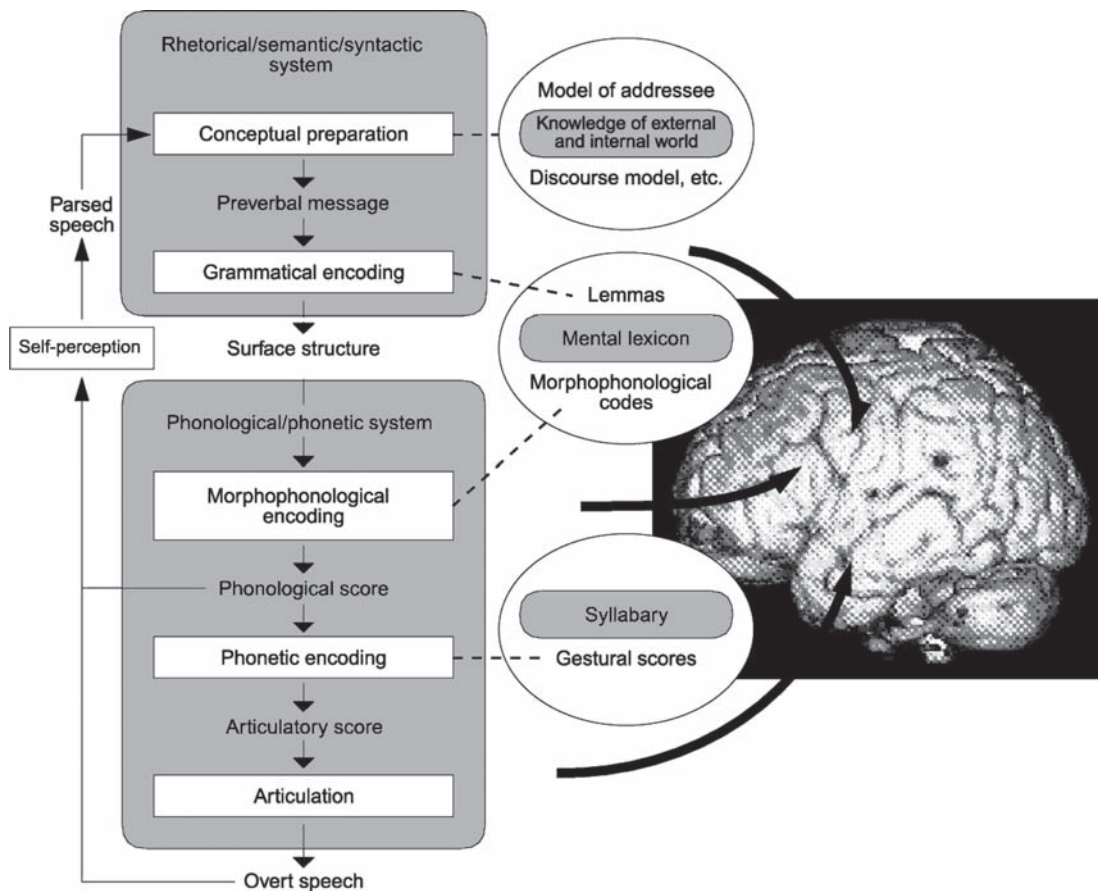 Rhetorical/semantic/syntactic
system
Conceptual preparation
Preverbal message
Grammatical encoding
Parsed
speech
Self-perception
Surface structure
Phonological/phonetic system
Morphophonological
encoding
Phonological score
Phonetic encoding
Articulatory score
Articulation
Overt speech
Model of addressee
Knowledge of external
and internal world
Discourse model, etc.
Lemmas
Mental lexicon
Morphophonological
codes
Syllabary
Gestural scores